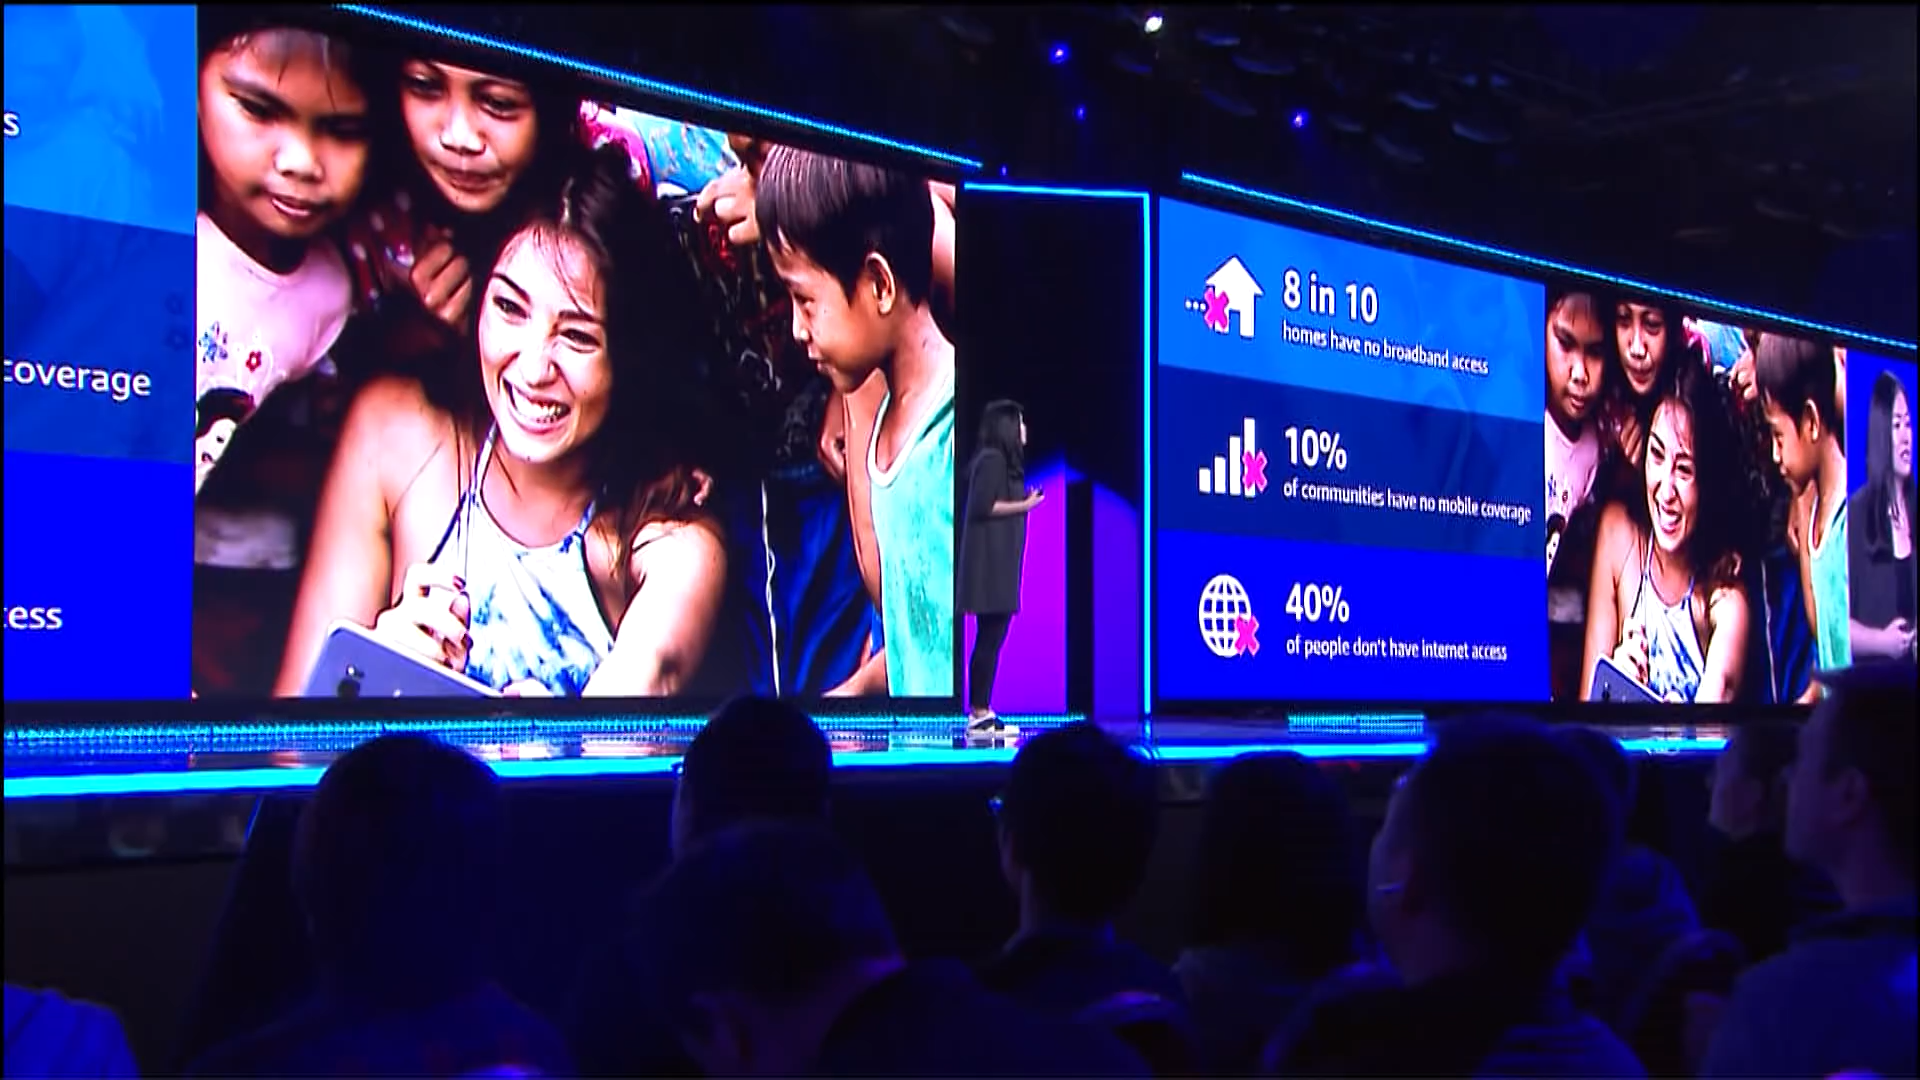 s
coverage
cess
8 in 10
homes have no broadband access
10%
of communities have no mobile coverage
40%
of people don't have internet access